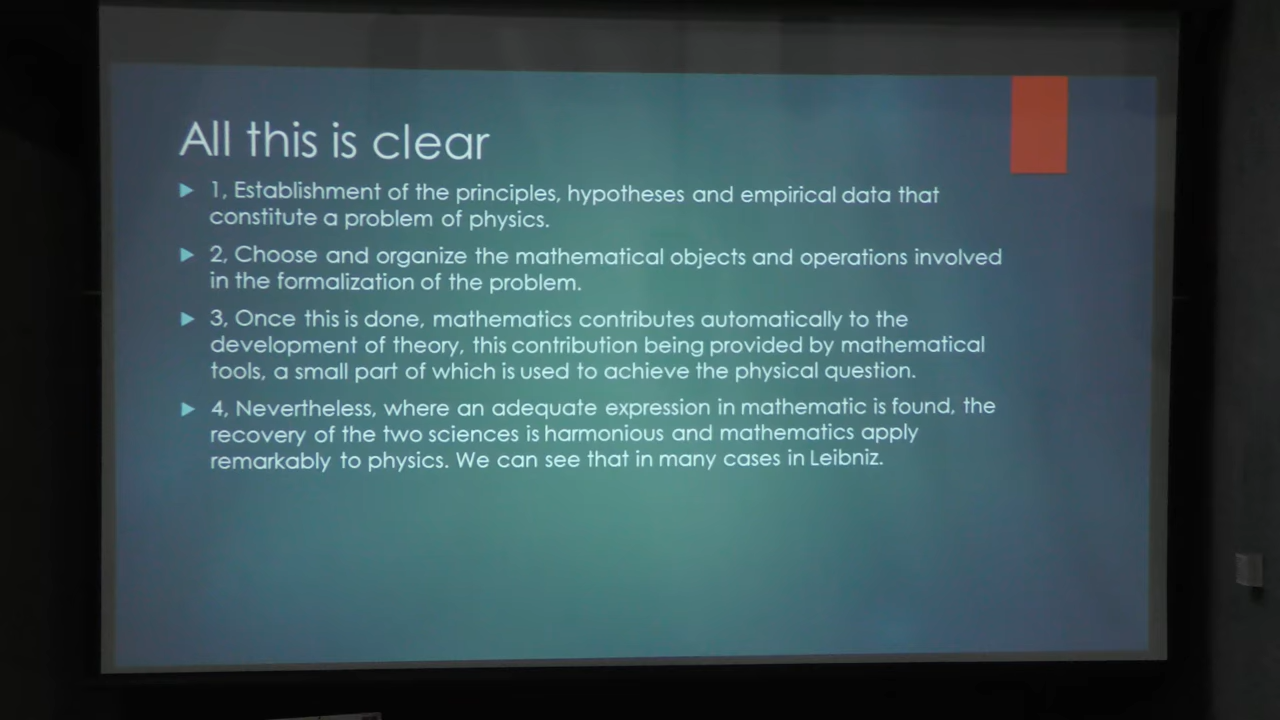 All this is clear
1, Establishment of the principles, hypotheses and empirical data that
constitute a problem of physics.
2, Choose and organize the mathematical objects and operations involved
in the formalization of the problem.
3, Once this is done, mathematics contributes automatically to the
development of theory, this contribution being provided by mathematical
tools, a small part of which is used to achieve the physical question.
4, Nevertheless, where an adequate expression in mathematic is found, the
recovery of the two sciences is harmonious and mathematics apply
remarkably to physics. We can see that in many cases in Leibniz.